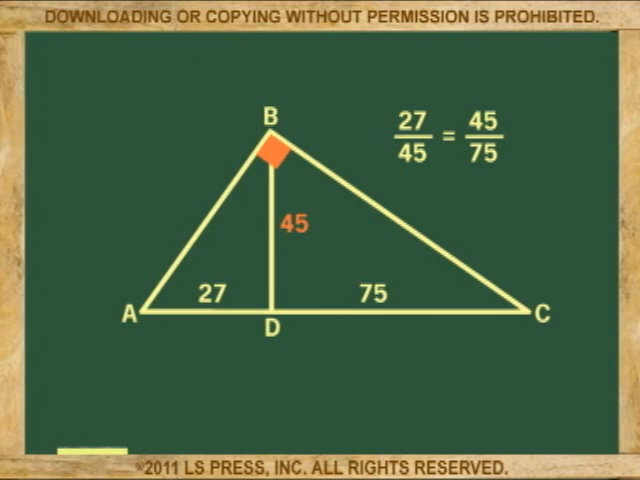 DOWNLOADING OR COPYING WITHOUT PERMISSION IS PROHIBITED.
B
27/45 = 45/75
45
27
75
A
D
C
©2011 LS PRESS, INC. ALL RIGHTS RESERVED.